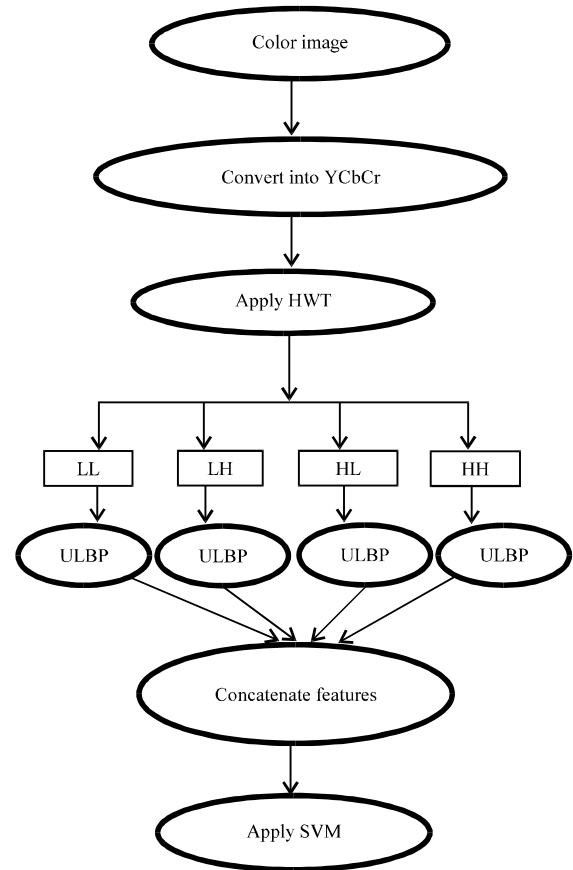 Color image
Convert into YCbCr
Apply HWT
LL
LH
HL
HH
ULBP
ULBP
ULBP
ULBP
Concatenate features
Apply SVM